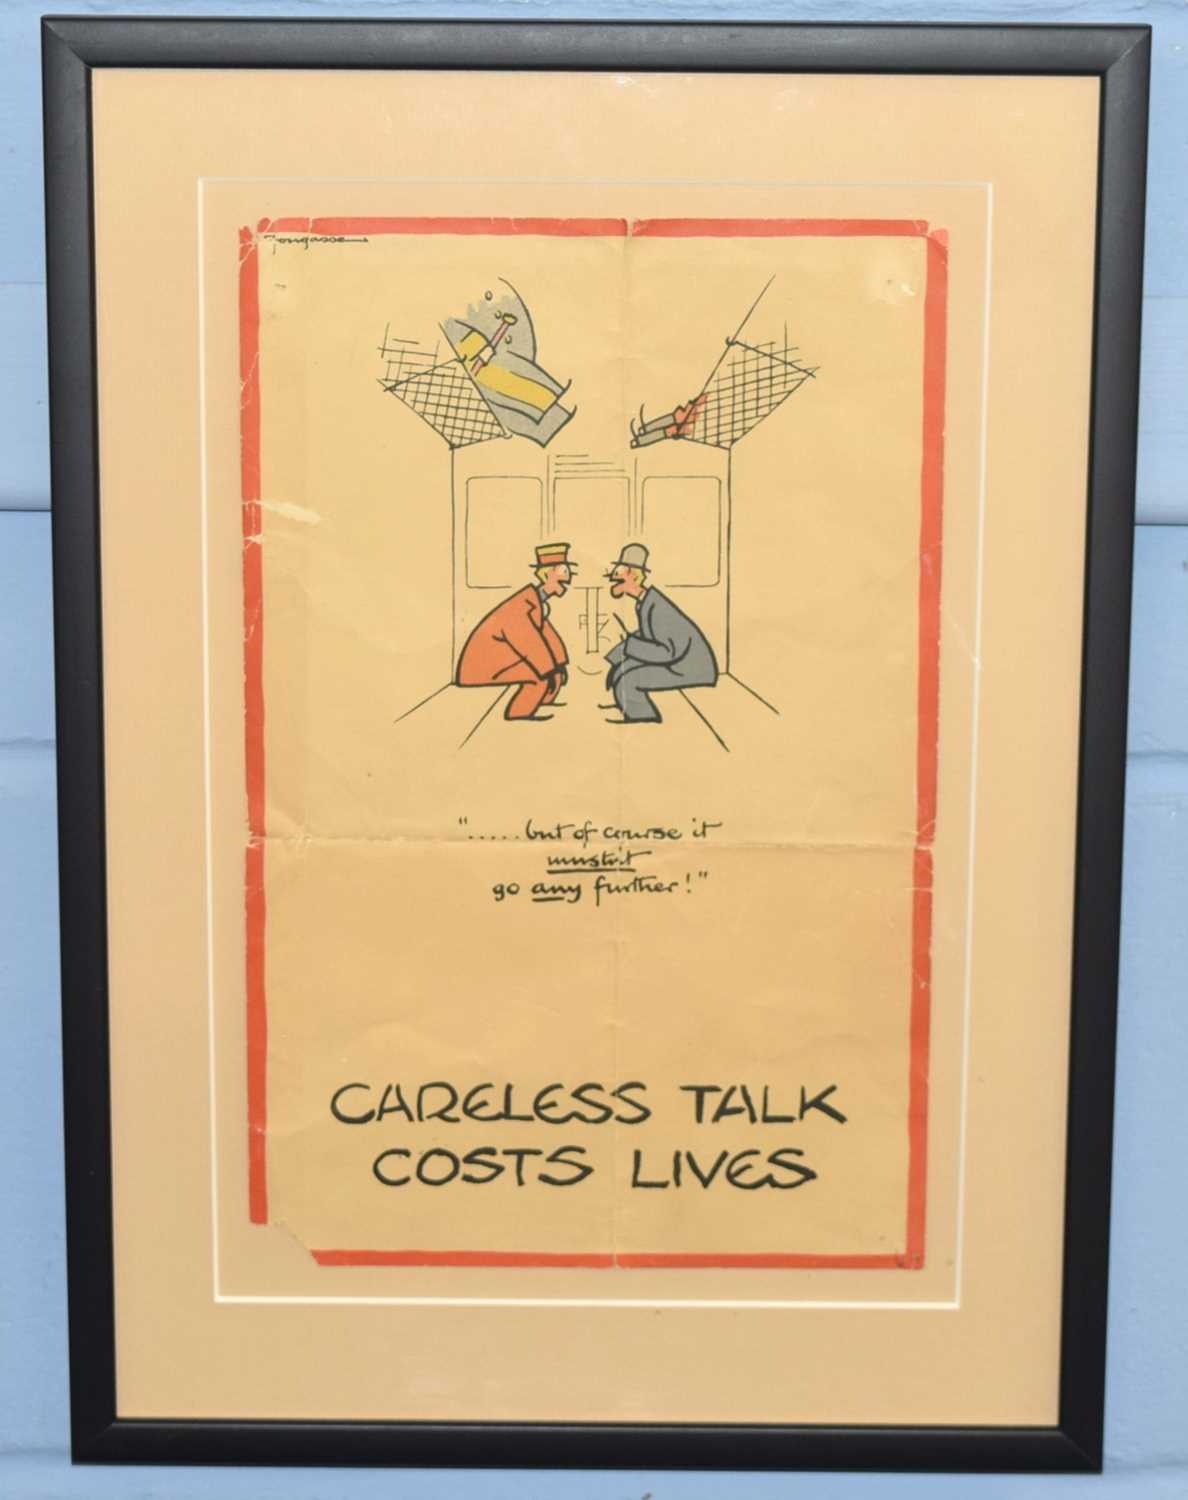 Fougasse
".....but of course it
mustn't
go any further!"
CARELESS TALK
COSTS LIVES